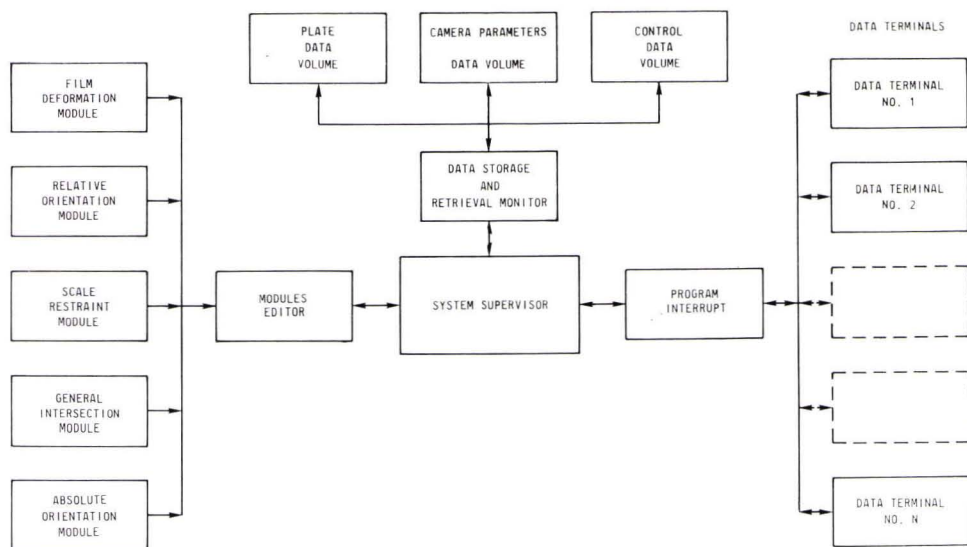 PLATE
DATA
VOLUME
CAMERA PARAMETERS
DATA VOLUME
CONTROL
DATA
VOLUME
DATA TERMINALS
FILM
DEFORMATION
MODULE
DATA TERMINAL
NO. 1
RELATIVE
ORIENTATION
MODULE
DATA STORAGE
AND
RETRIEVAL MONITOR
DATA TERMINAL
NO. 2
SCALE
RESTRAINT
MODULE
MODULES
EDITOR
SYSTEM SUPERVISOR
PROGRAM
INTERRUPT
GENERAL
INTERSECTION
MODULE
ABSOLUTE
ORIENTATION
MODULE
DATA TERMINAL
NO. N